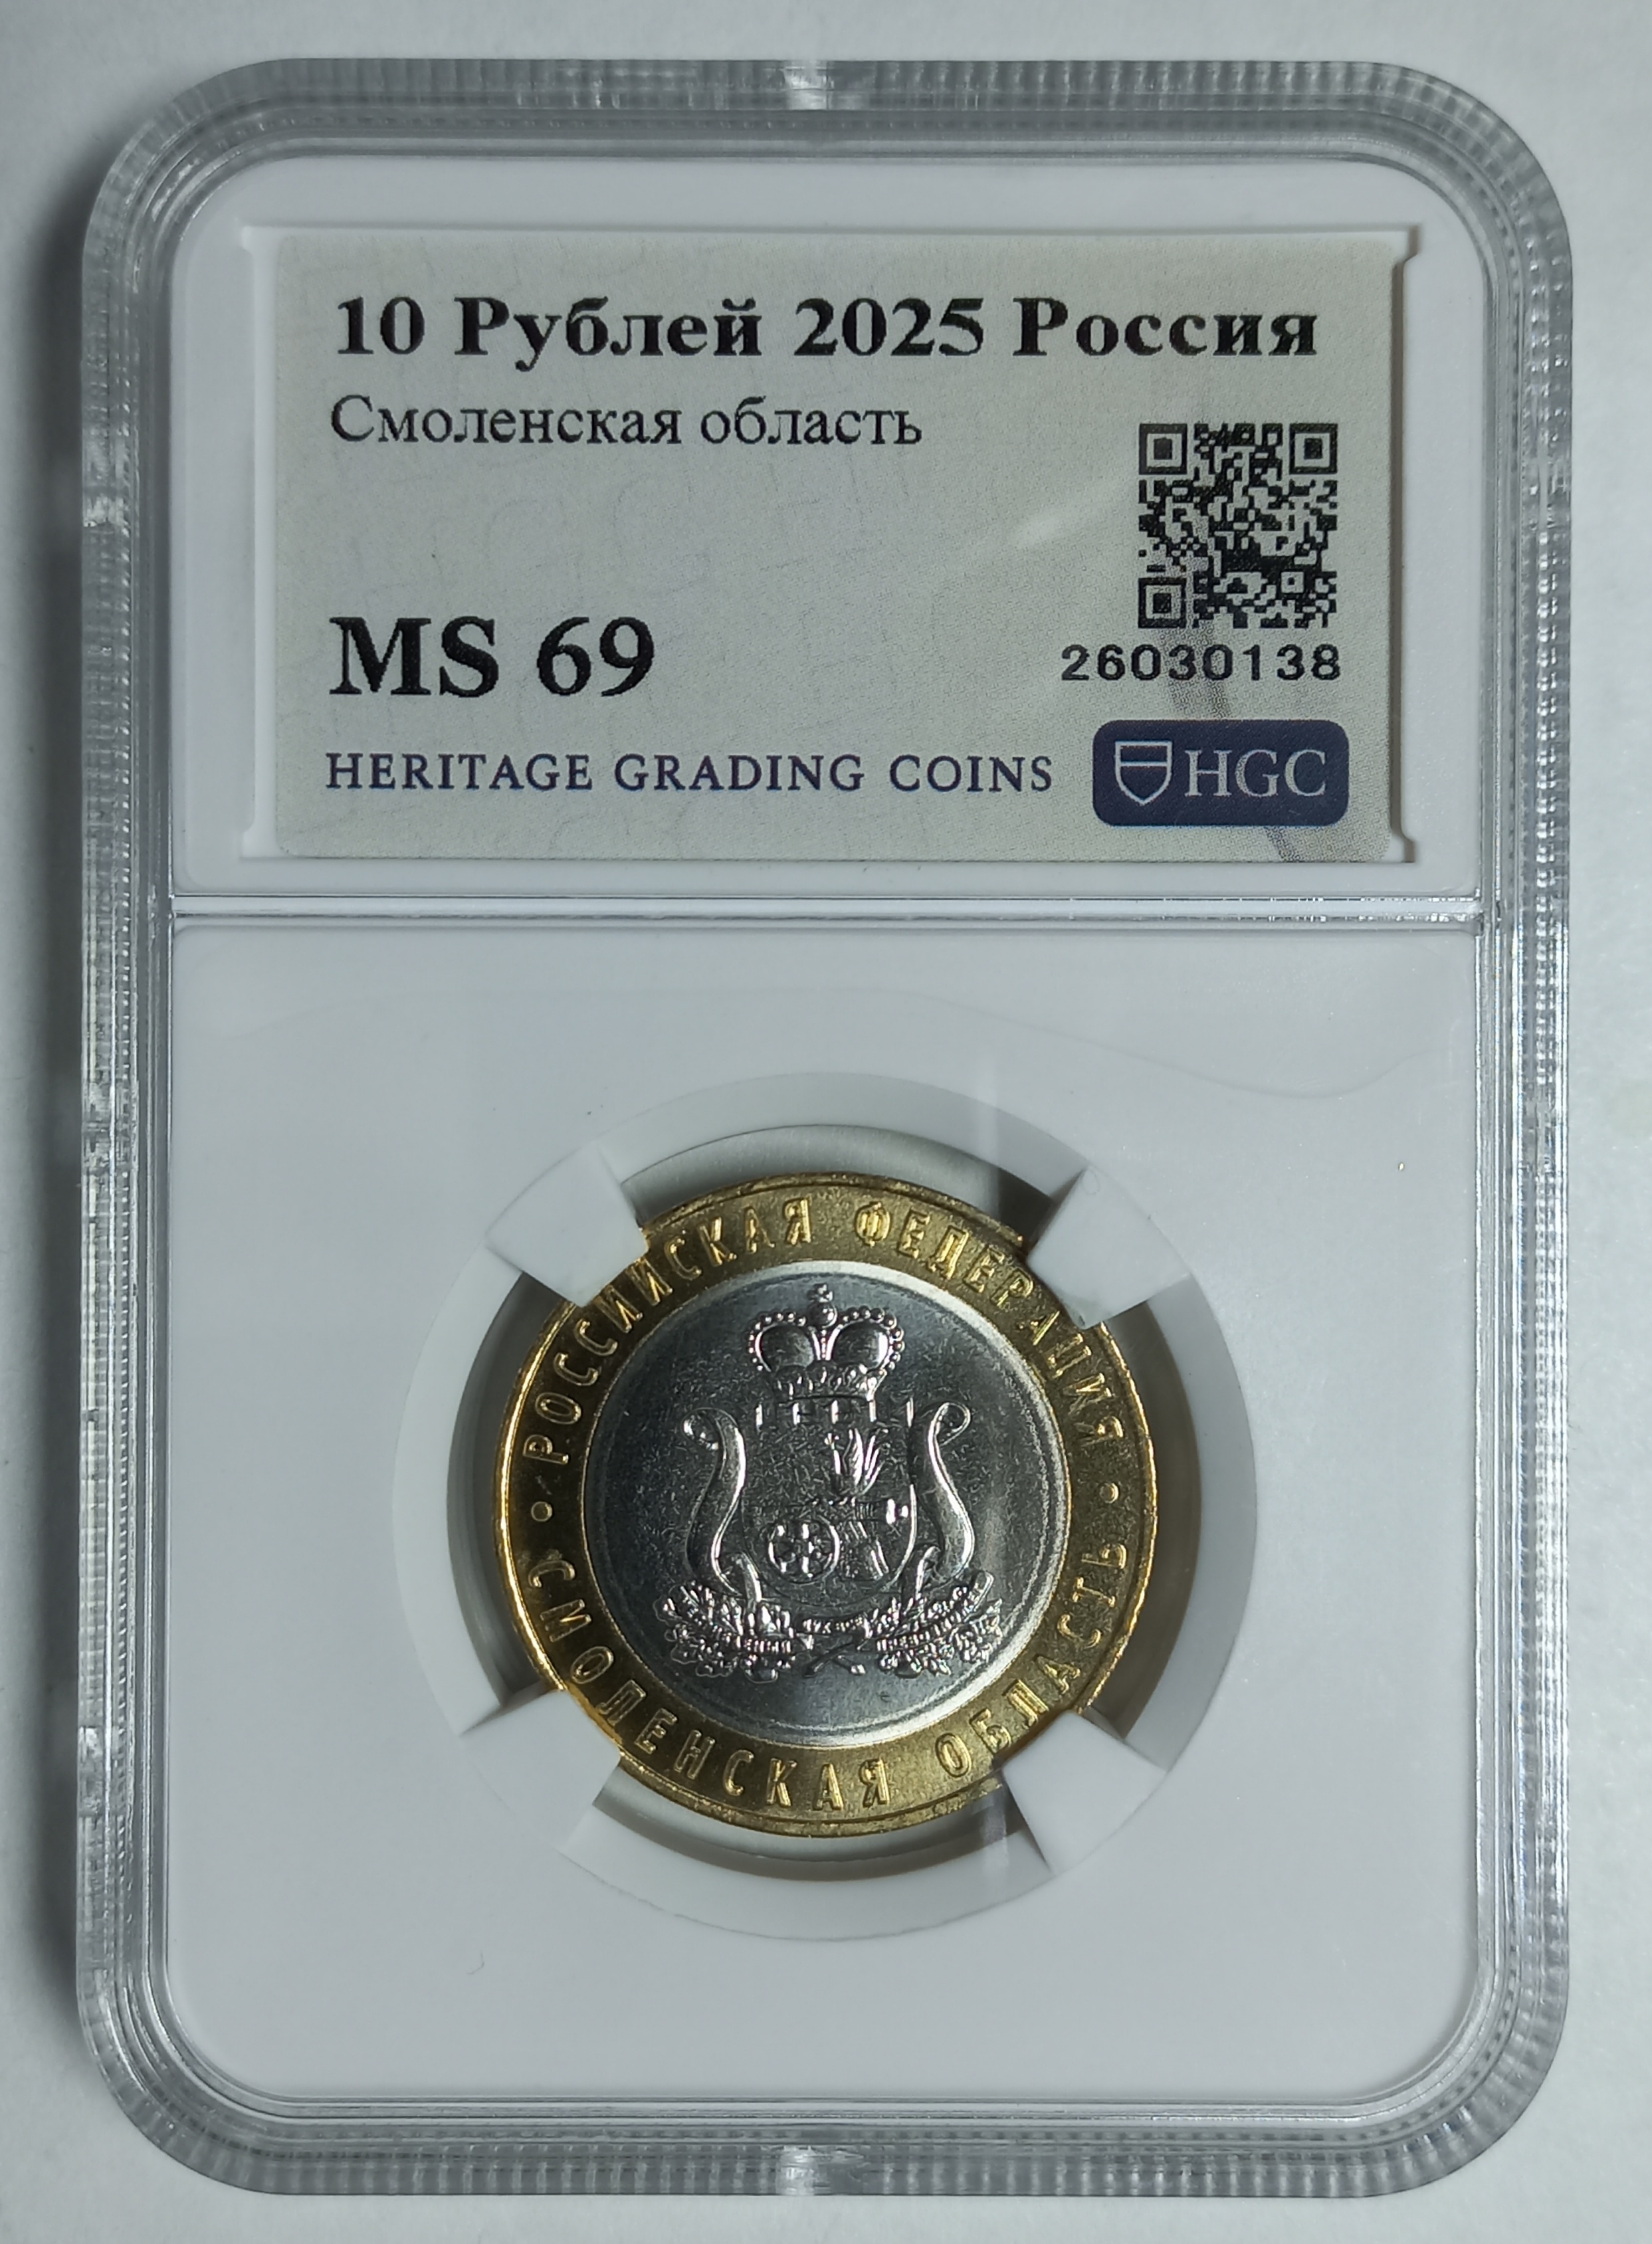 10 Рублей 2025 Россия
Смоленская область
MS 69
26030138
HERITAGE GRADING COINS
HGC
• РОССИЙСКАЯ ФЕДЕРАЦИЯ •
СМОЛЕНСКАЯ ОБЛАСТЬ